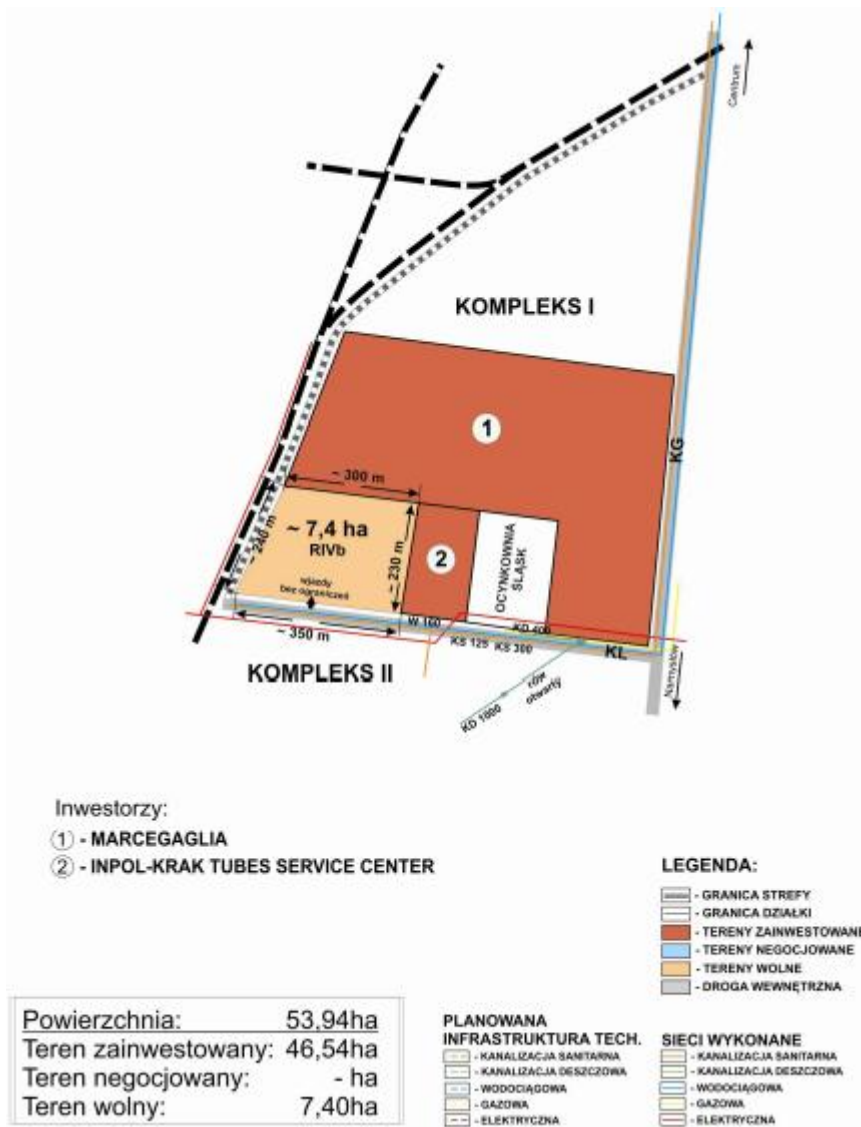 Centrum
KOMPLEKS I
1
KG
~ 300 m
~ 7,4 ha
RIVb
~ 240 m
~ 230 m
2
OCYNKOWNIA
ŚLĄSK
wjazdy
bez ograniczeń
W 160
KD 400
~ 350 m
KS 125 KS 300
KL
KOMPLEKS II
rów
otwarty
KD 1000
Namysłów
Inwestorzy:
1 - MARCEGAGLIA
2 - INPOL-KRAK TUBES SERVICE CENTER
LEGENDA:
- GRANICA STREFY
- GRANICA DZIAŁKI
- TERENY ZAINWESTOWANE
- TERENY NEGOCJOWANE
- TERENY WOLNE
- DROGA WEWNĘTRZNA
Powierzchnia: 53,94ha
Teren zainwestowany: 46,54ha
Teren negocjowany: - ha
Teren wolny: 7,40ha
PLANOWANA
INFRASTRUKTURA TECH.
- KANALIZACJA SANITARNA
- KANALIZACJA DESZCZOWA
- WODOCIĄGOWA
- GAZOWA
- ELEKTRYCZNA
SIECI WYKONANE
- KANALIZACJA SANITARNA
- KANALIZACJA DESZCZOWA
- WODOCIĄGOWA
- GAZOWA
- ELEKTRYCZNA